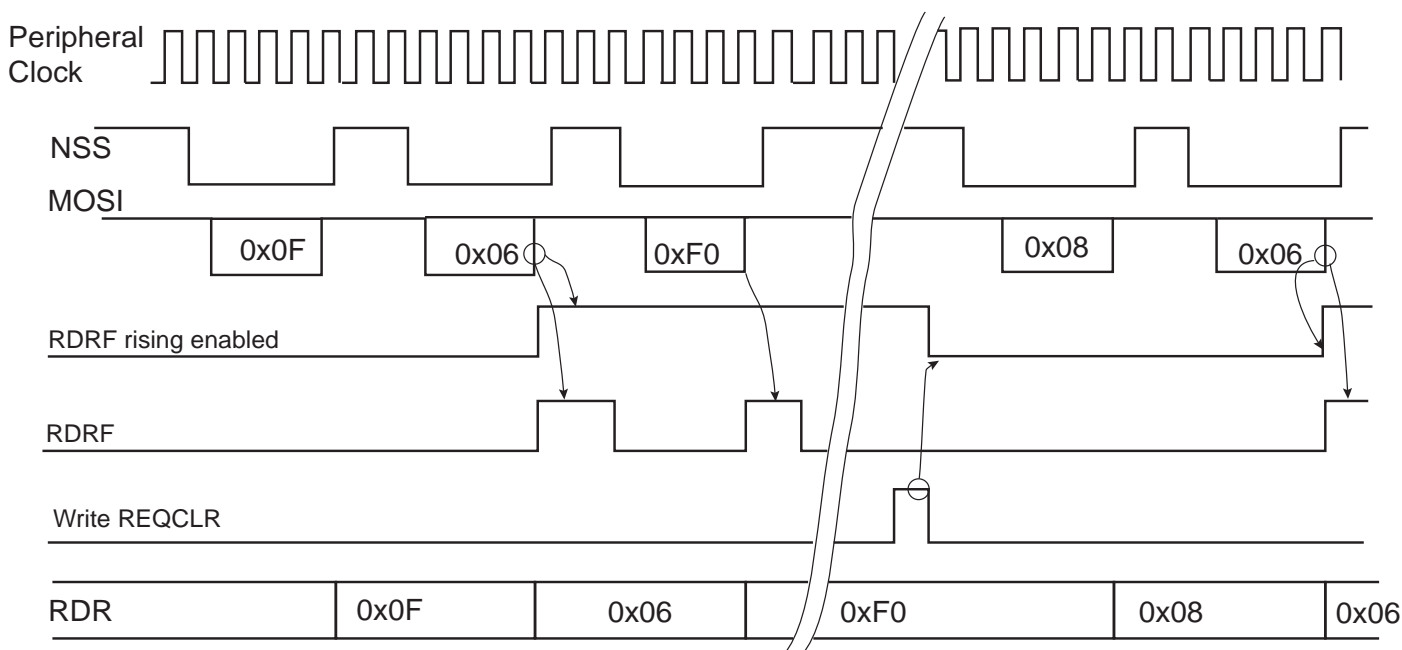 Peripheral
Clock
NSS
MOSI
0x0F
0x06
0xF0
0x08
0x06
RDRF rising enabled
RDRF
Write REQCLR
RDR
0x0F
0x06
0xF0
0x08
0x06